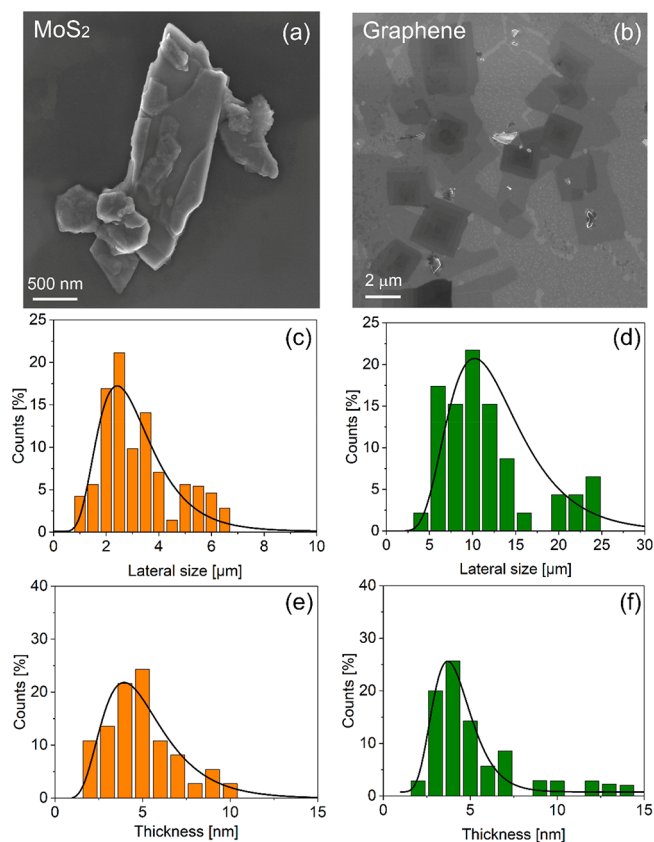 MoS2
(a)
500 nm
Graphene
(b)
2 µm
(c)
25
20
15
10
5
0
Counts [%]
0 2 4 6 8 10
Lateral size [µm]
(d)
25
20
15
10
5
0
Counts [%]
0 5 10 15 20 25 30
Lateral size [µm]
(e)
40
30
20
10
0
Counts [%]
0 5 10 15
Thickness [nm]
(f)
40
30
20
10
0
Counts [%]
0 5 10 15
Thickness [nm]